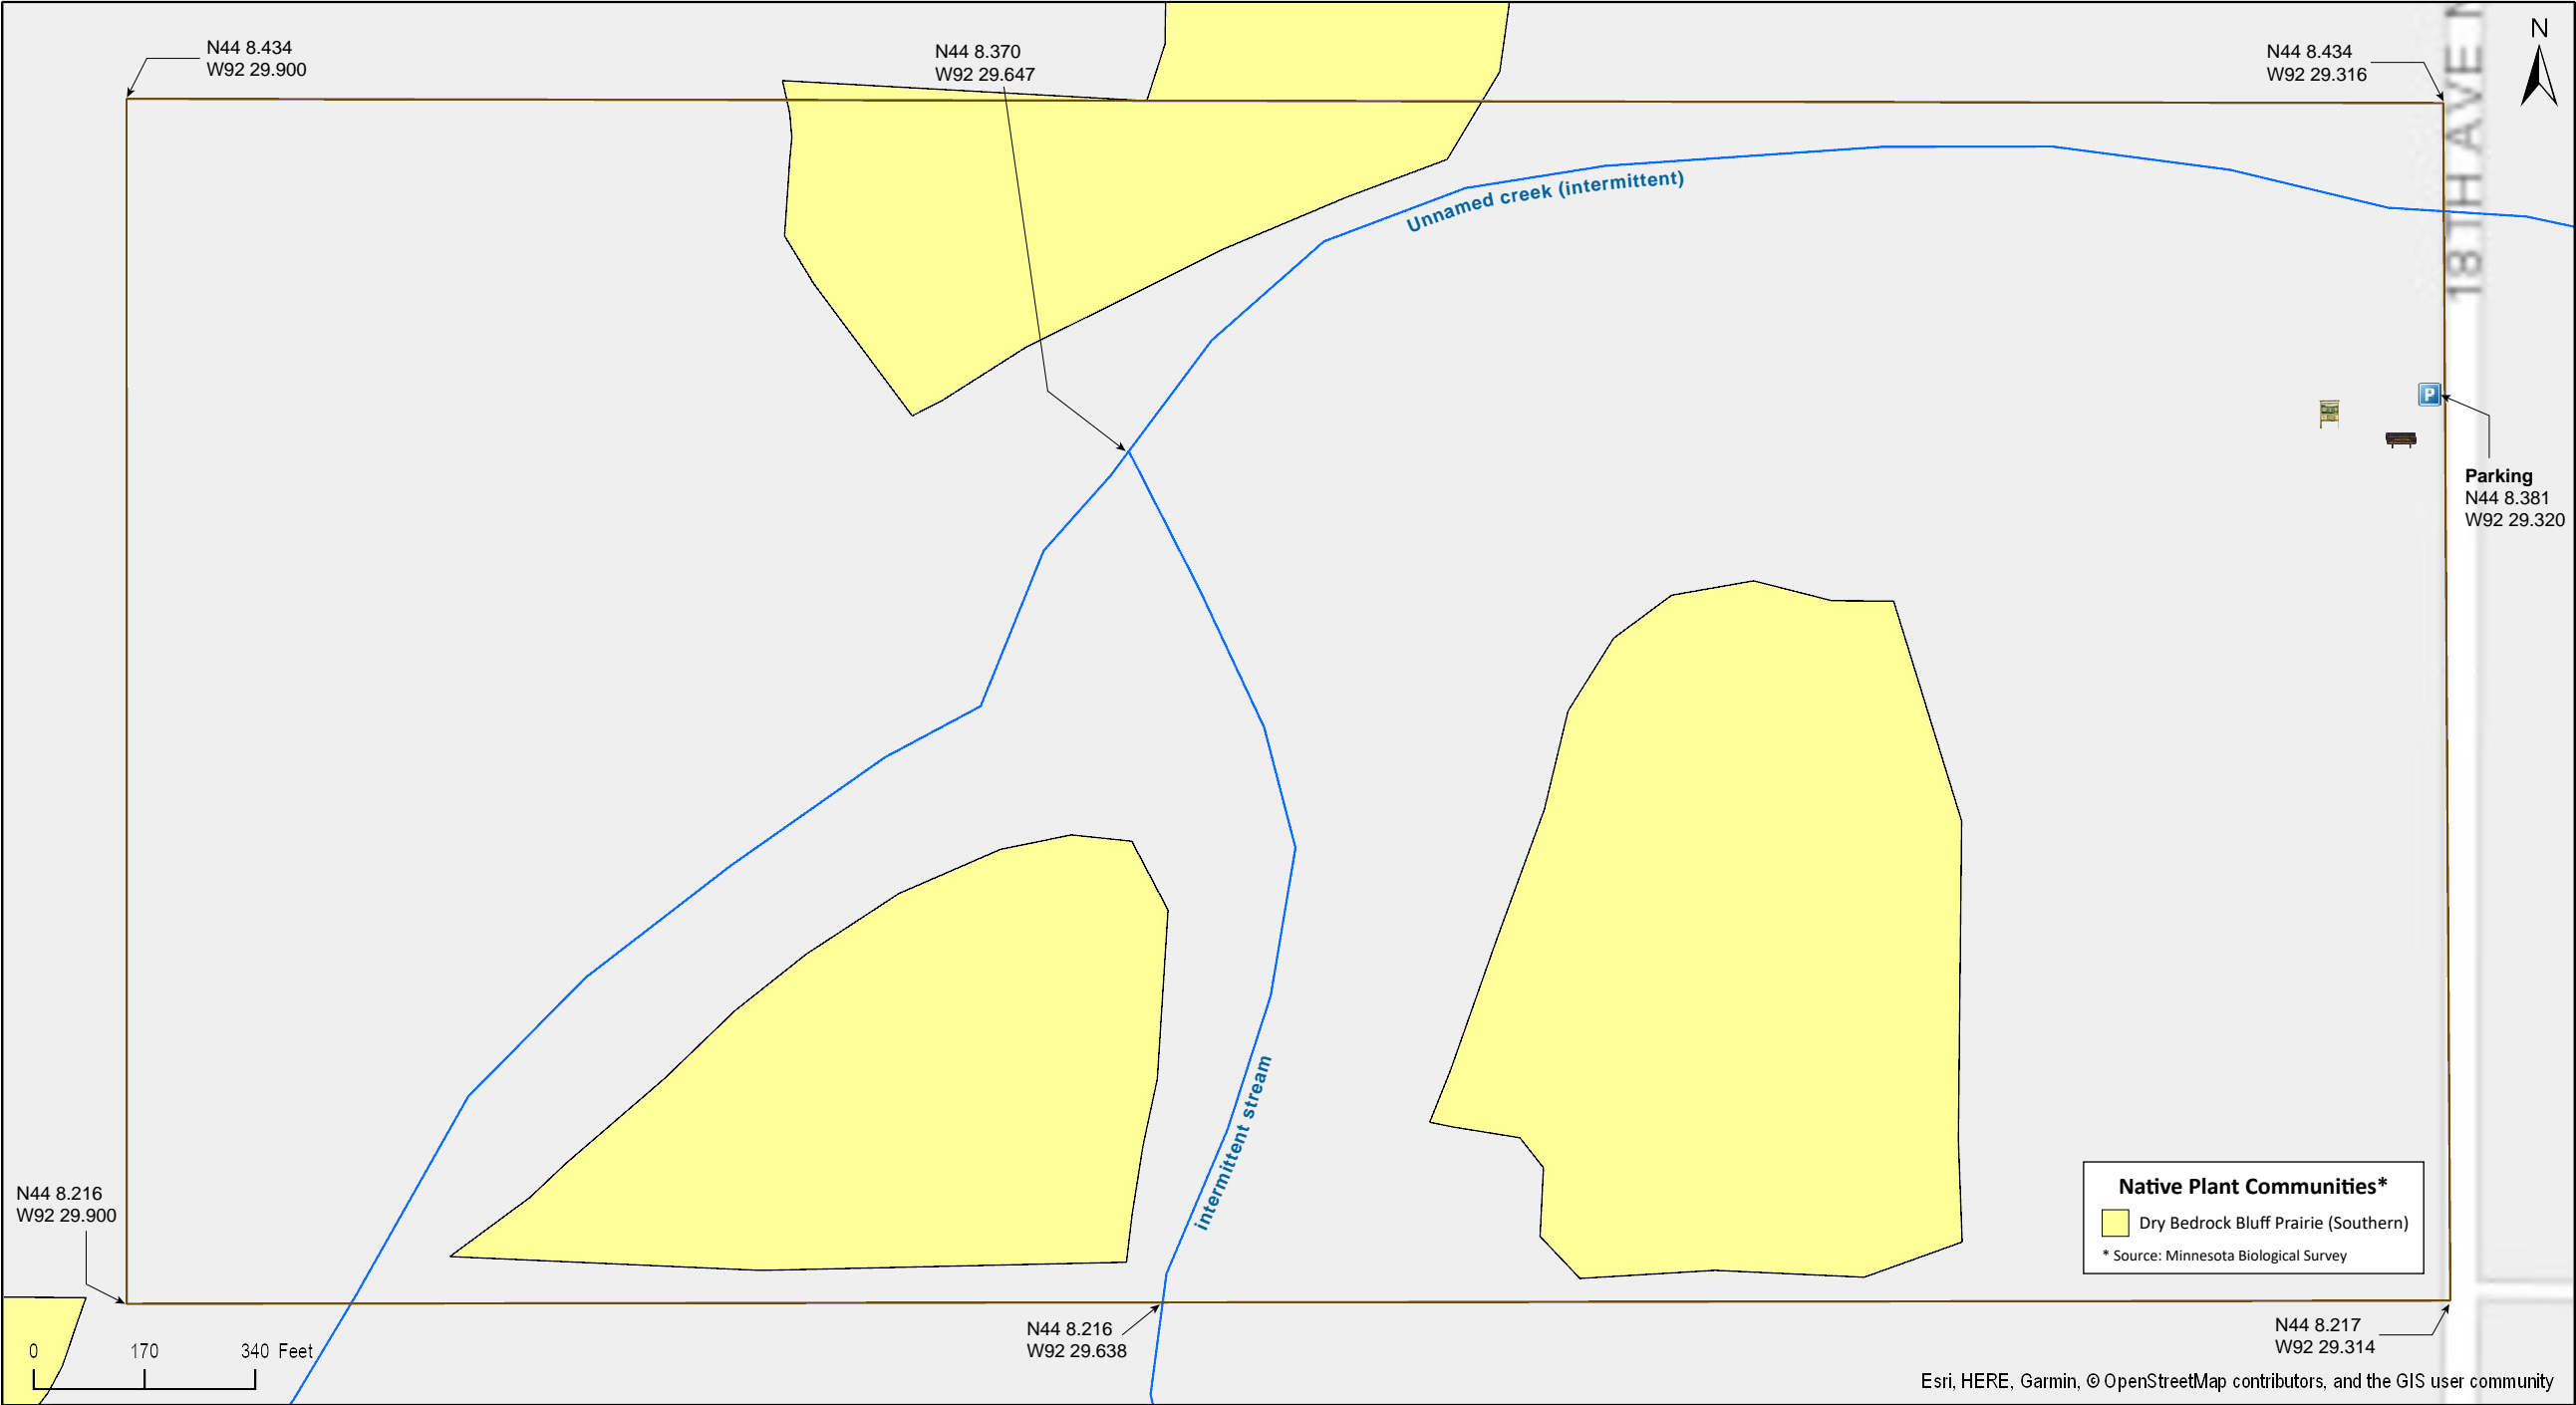 N44 8.434
W92 29.900
N44 8.370
W92 29.647
N44 8.434
W92 29.316
N
18TH AVE N
Unnamed creek (intermittent)
P
Parking
N44 8.381
W92 29.320
intermittent stream
N44 8.216
W92 29.900
Native Plant Communities*
Dry Bedrock Bluff Prairie (Southern)
* Source: Minnesota Biological Survey
N44 8.216
W92 29.638
N44 8.217
W92 29.314
0 170 340 Feet
Esri, HERE, Garmin, © OpenStreetMap contributors, and the GIS user community